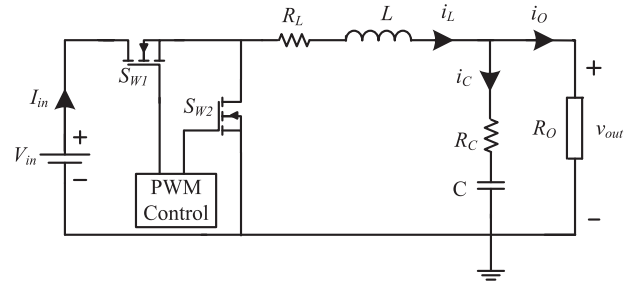 R_L
L
i_L
i_O
S_W1
I_in
+
V_in
−
S_W2
PWM
Control
i_C
R_C
C
+
R_O
v_out
−